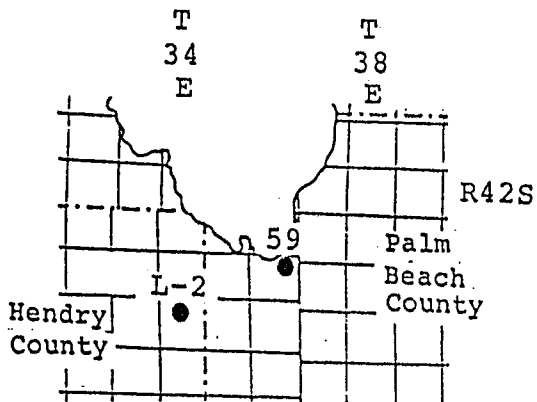 T
34
E
T
38
E
R42S
59
Palm
Beach
County
L-2
Hendry
County